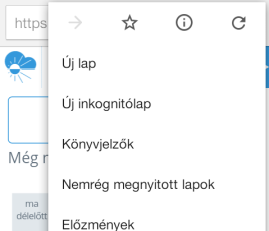 https
Új lap
Új inkognitólap
Könyvjelzők
Még
Nemrég megnyitott lapok
ma
délelőtt
Előzmények